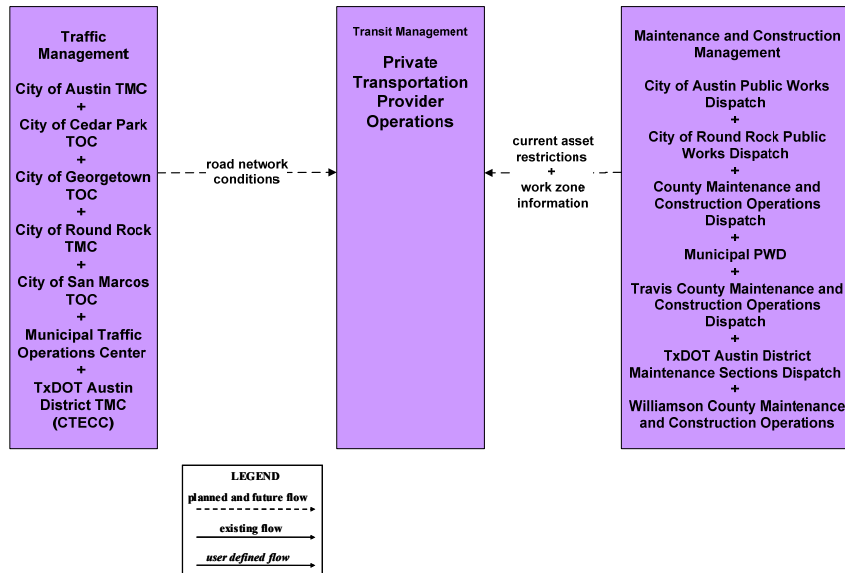 Traffic
Management
City of Austin TMC
+
City of Cedar Park
TOC
+
City of Georgetown
TOC
+
City of Round Rock
TMC
+
City of San Marcos
TOC
+
Municipal Traffic
Operations Center
+
TxDOT Austin
District TMC
(CTECC)
road network
conditions
Transit Management
Private
Transportation
Provider
Operations
current asset
restrictions
+
work zone
information
Maintenance and Construction
Management
City of Austin Public Works
Dispatch
+
City of Round Rock Public
Works Dispatch
+
County Maintenance and
Construction Operations
Dispatch
+
Municipal PWD
+
Travis County Maintenance and
Construction Operations
Dispatch
+
TxDOT Austin District
Maintenance Sections Dispatch
+
Williamson County Maintenance
and Construction Operations
LEGEND
planned and future flow
existing flow
user defined flow